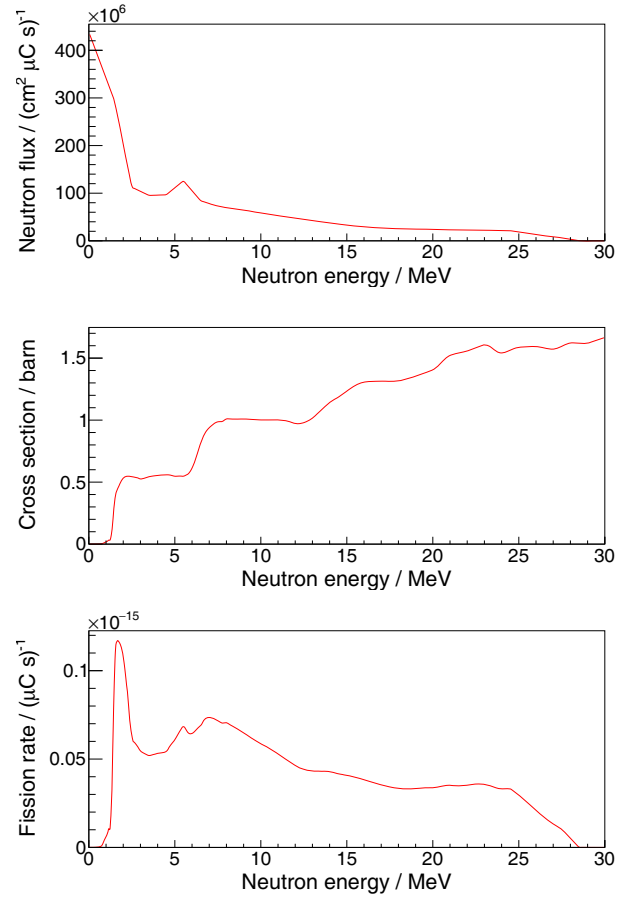 ×10⁶
Neutron flux / (cm² μC s)⁻¹
400
300
200
100
0
0 5 10 15 20 25 30
Neutron energy / MeV
Cross section / barn
1.5
1
0.5
0
0 5 10 15 20 25 30
Neutron energy / MeV
×10⁻¹⁵
Fission rate / (μC s)⁻¹
0.1
0.05
0
0 5 10 15 20 25 30
Neutron energy / MeV